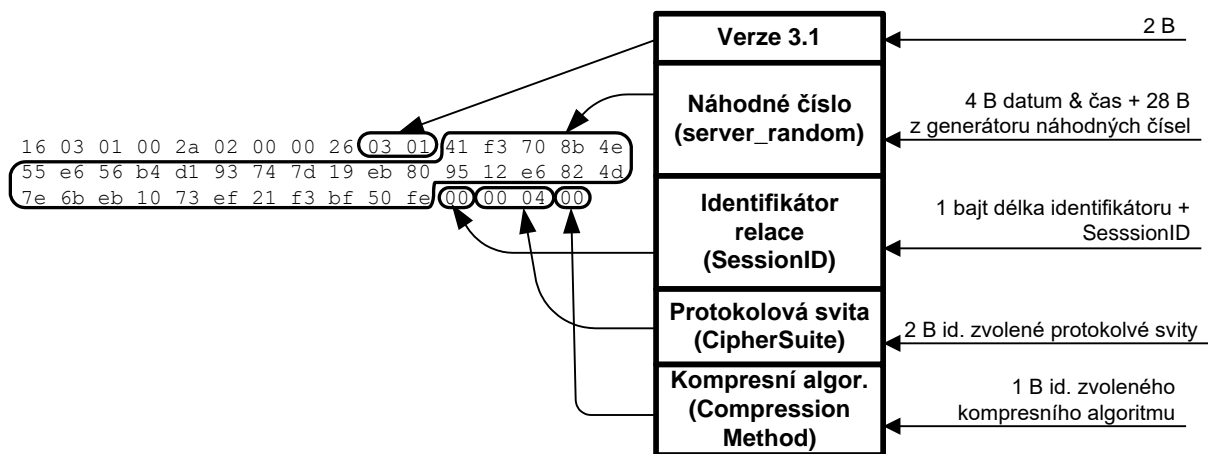 Verze 3.1
2 B
Náhodné číslo
(server_random)
4 B datum & čas + 28 B
z generátoru náhodných čísel
16 03 01 00 2a 02 00 00 26 03 01 41 f3 70 8b 4e
55 e6 56 b4 d1 93 74 7d 19 eb 80 95 12 e6 82 4d
7e 6b eb 10 73 ef 21 f3 bf 50 fe 00 00 04 00
Identifikátor
relace
(SessionID)
1 bajt délka identifikátoru +
SesssionID
Protokolová svita
(CipherSuite)
2 B id. zvolené protokolvé svity
Kompresní algor.
(Compression
Method)
1 B id. zvoleného
kompresního algoritmu